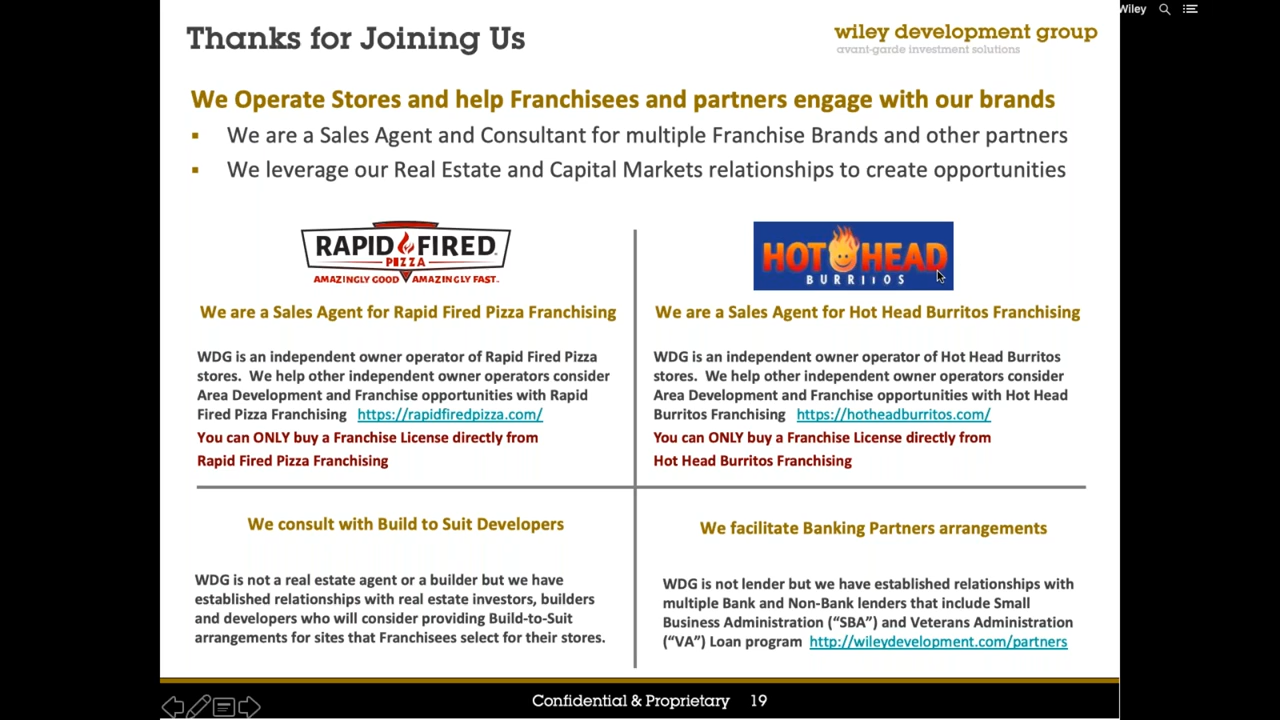 Wiley
Thanks for Joining Us
wiley development group
avant-garde investment solutions
We Operate Stores and help Franchisees and partners engage with our brands
▪ We are a Sales Agent and Consultant for multiple Franchise Brands and other partners
▪ We leverage our Real Estate and Capital Markets relationships to create opportunities
RAPID FIRED
PIZZA
AMAZINGLY GOOD AMAZINGLY FAST.
We are a Sales Agent for Rapid Fired Pizza Franchising
WDG is an independent owner operator of Rapid Fired Pizza
stores. We help other independent owner operators consider
Area Development and Franchise opportunities with Rapid
Fired Pizza Franchising https://rapidfiredpizza.com/
You can ONLY buy a Franchise License directly from
Rapid Fired Pizza Franchising
HOT HEAD
BURRITOS
We are a Sales Agent for Hot Head Burritos Franchising
WDG is an independent owner operator of Hot Head Burritos
stores. We help other independent owner operators consider
Area Development and Franchise opportunities with Hot Head
Burritos Franchising https://hotheadburritos.com/
You can ONLY buy a Franchise License directly from
Hot Head Burritos Franchising
We consult with Build to Suit Developers
WDG is not a real estate agent or a builder but we have
established relationships with real estate investors, builders
and developers who will consider providing Build-to-Suit
arrangements for sites that Franchisees select for their stores.
We facilitate Banking Partners arrangements
WDG is not lender but we have established relationships with
multiple Bank and Non-Bank lenders that include Small
Business Administration (“SBA”) and Veterans Administration
(“VA”) Loan program http://wileydevelopment.com/partners
Confidential & Proprietary 19